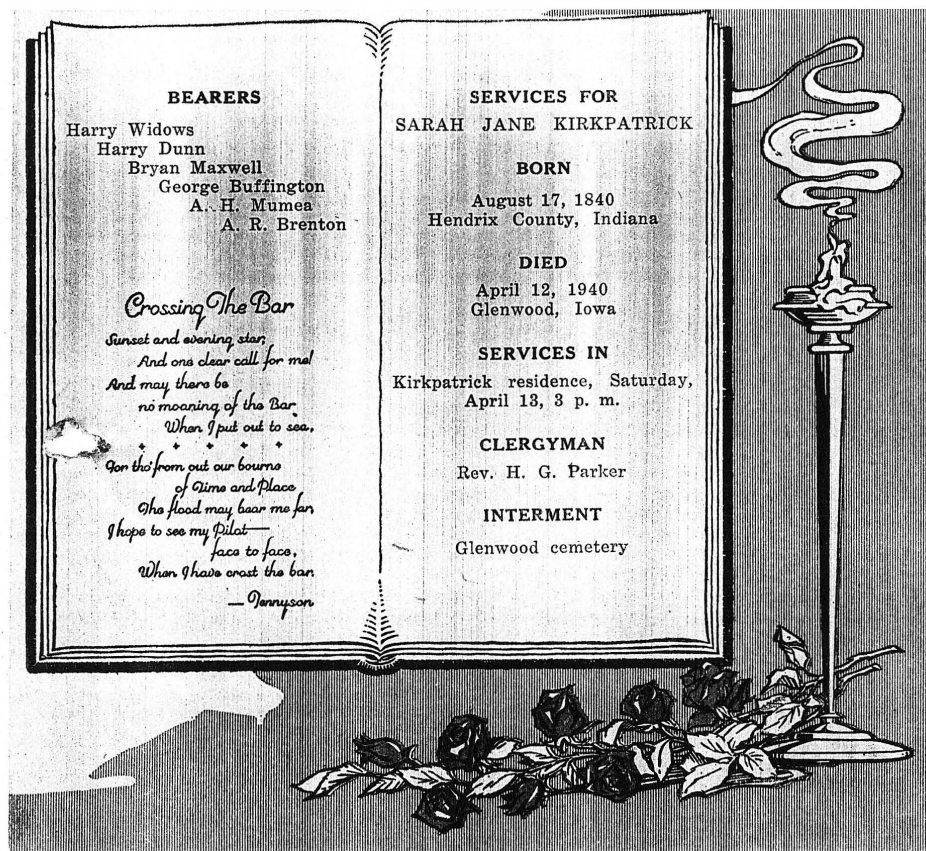 BEARERS
Harry Widows
Harry Dunn
Bryan Maxwell
George Buffington
A. H. Mumea
A. R. Brenton
Crossing The Bar
Sunset and evening star,
And one clear call for me!
And may there be
no moaning of the Bar
When I put out to sea,
For tho' from out our bourne
of Time and Place
The flood may bear me far,
I hope to see my Pilot—
face to face,
When I have crost the bar.
— Tennyson
SERVICES FOR
SARAH JANE KIRKPATRICK
BORN
August 17, 1840
Hendrix County, Indiana
DIED
April 12, 1940
Glenwood, Iowa
SERVICES IN
Kirkpatrick residence, Saturday,
April 13, 3 p. m.
CLERGYMAN
Rev. H. G. Parker
INTERMENT
Glenwood cemetery